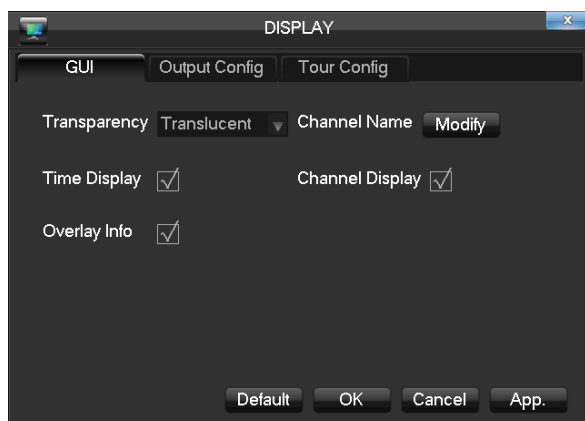 DISPLAY
GUI Output Config Tour Config
Transparency Translucent Channel Name Modify
Time Display Channel Display
Overlay Info
Default OK Cancel App.